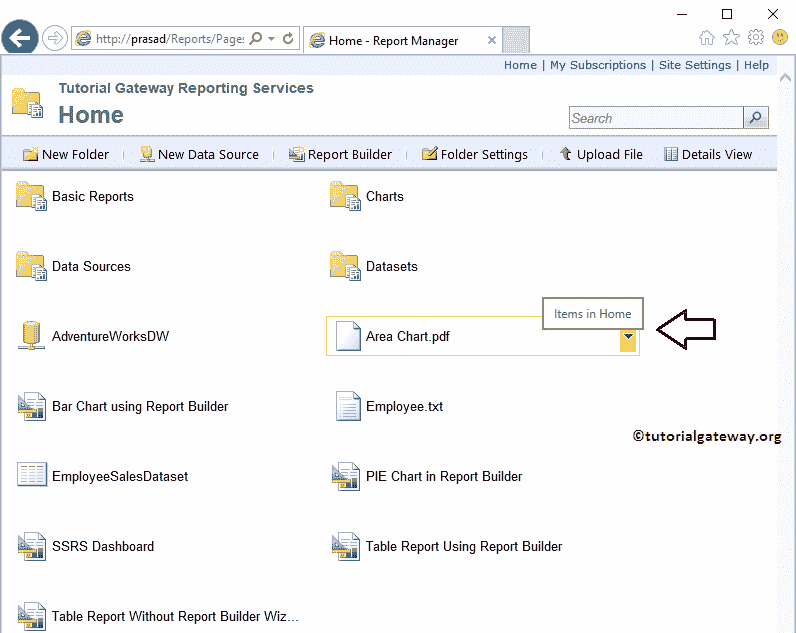 http://prasad/Reports/Page:
Home - Report Manager
Home | My Subscriptions | Site Settings | Help
Tutorial Gateway Reporting Services
Home
Search
New Folder | New Data Source | Report Builder | Folder Settings | Upload File | Details View
Basic Reports
Charts
Data Sources
Datasets
Items in Home
AdventureWorksDW
Area Chart.pdf
Bar Chart using Report Builder
Employee.txt
©tutorialgateway.org
EmployeeSalesDataset
PIE Chart in Report Builder
SSRS Dashboard
Table Report Using Report Builder
Table Report Without Report Builder Wiz...